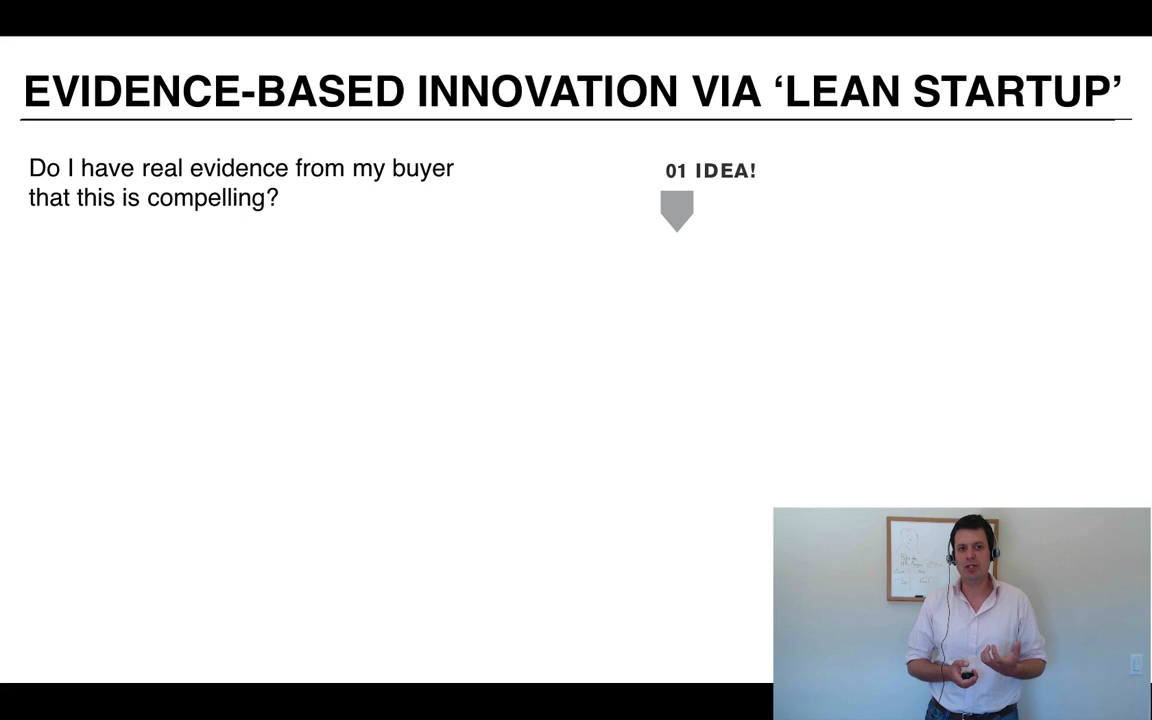 EVIDENCE-BASED INNOVATION VIA ‘LEAN STARTUP’
Do I have real evidence from my buyer
that this is compelling?
01 IDEA!